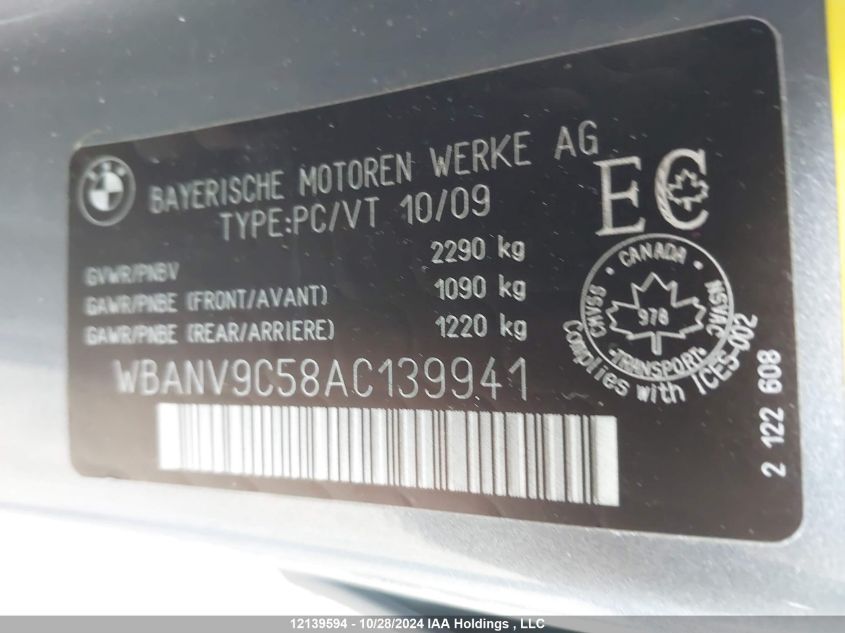 BAYERISCHE MOTOREN WERKE AG
TYPE:PC/VT 10/09
EC
GVWR/PNBV 2290 kg
GAWR/PNBE (FRONT/AVANT) 1090 kg
GAWR/PNBE (REAR/ARRIERE) 1220 kg
WBANV9C58AC139941
CANADA
CMVSS
NSVAC
978
TRANSPORT
Complies with ICES-002
2 122 608
12139594 - 10/28/2024 IAA Holdings , LLC